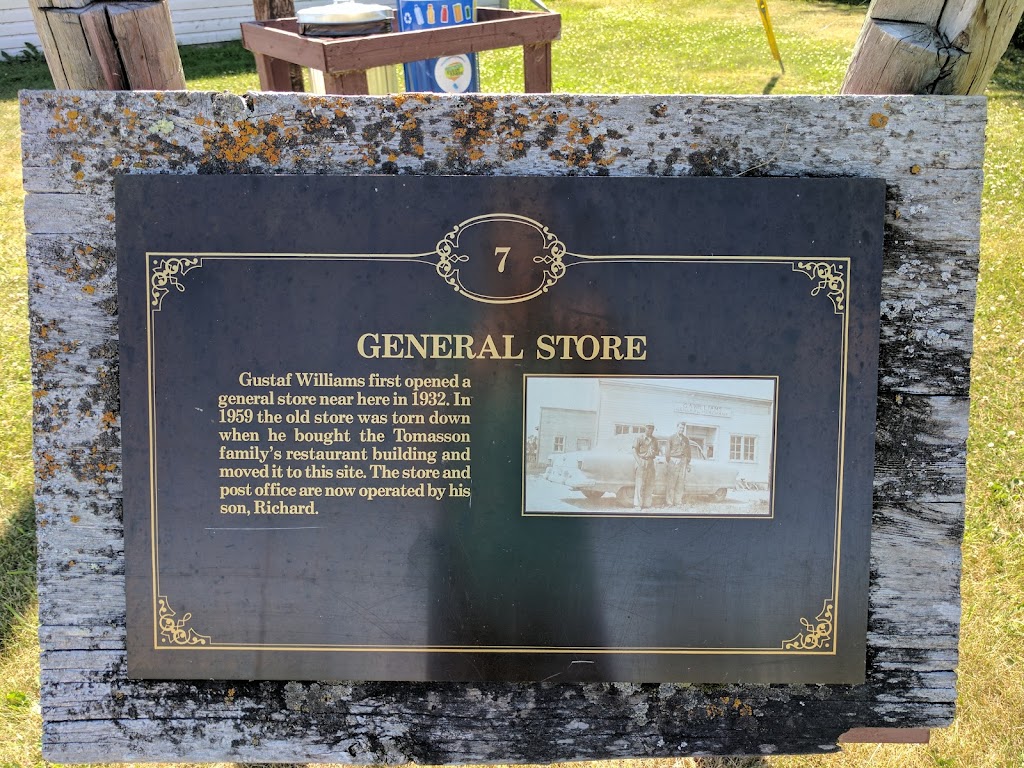 7
GENERAL STORE
Gustaf Williams first opened a
general store near here in 1932. In
1959 the old store was torn down
when he bought the Tomasson
family's restaurant building and
moved it to this site. The store and
post office are now operated by his
son, Richard.